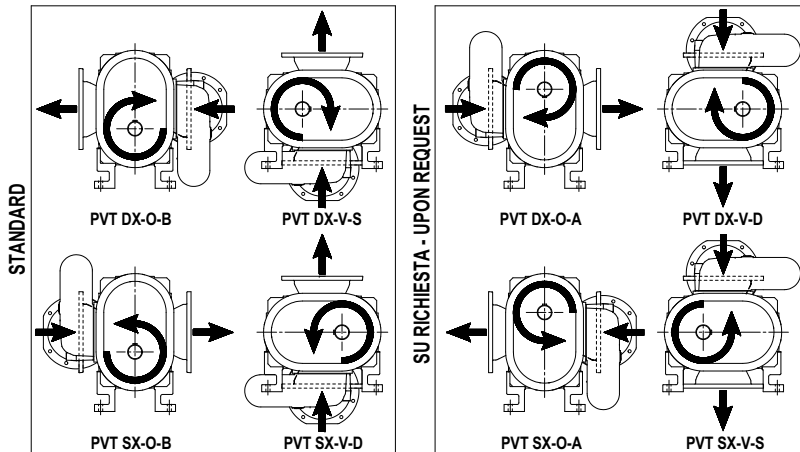 STANDARD
PVT DX-O-B
PVT DX-V-S
PVT SX-O-B
PVT SX-V-D
SU RICHIESTA - UPON REQUEST
PVT DX-O-A
PVT DX-V-D
PVT SX-O-A
PVT SX-V-S